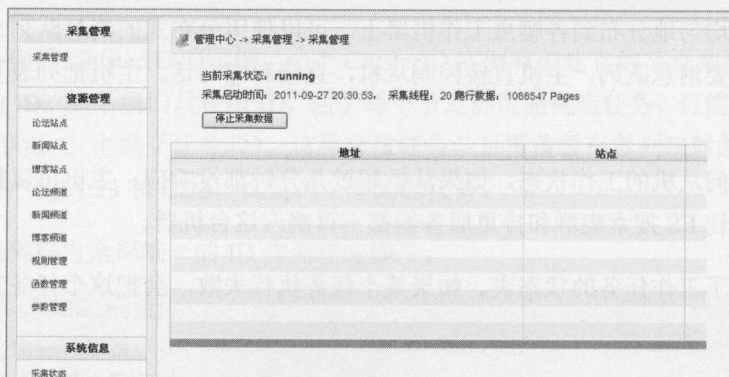 采集管理
采集管理
资源管理
论坛站点
新闻站点
博客站点
论坛频道
新闻频道
博客频道
规则管理
函数管理
参数管理
系统信息
采集状态
管理中心 -> 采集管理 -> 采集管理
当前采集状态：running
采集启动时间：2011-09-27 20:30:53， 采集线程：20 爬行数据：1088547 Pages
停止采集数据
地址 站点